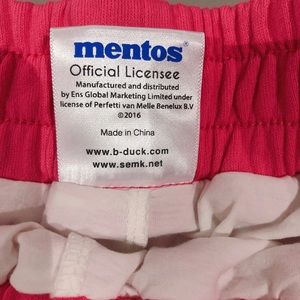 mentos®
Official Licensee
Manufactured and distributed
by Ens Global Marketing Limited under
license of Perfetti van Melle Benelux B.V
©2016
Made in China
www.b-duck.com
www.semk.net